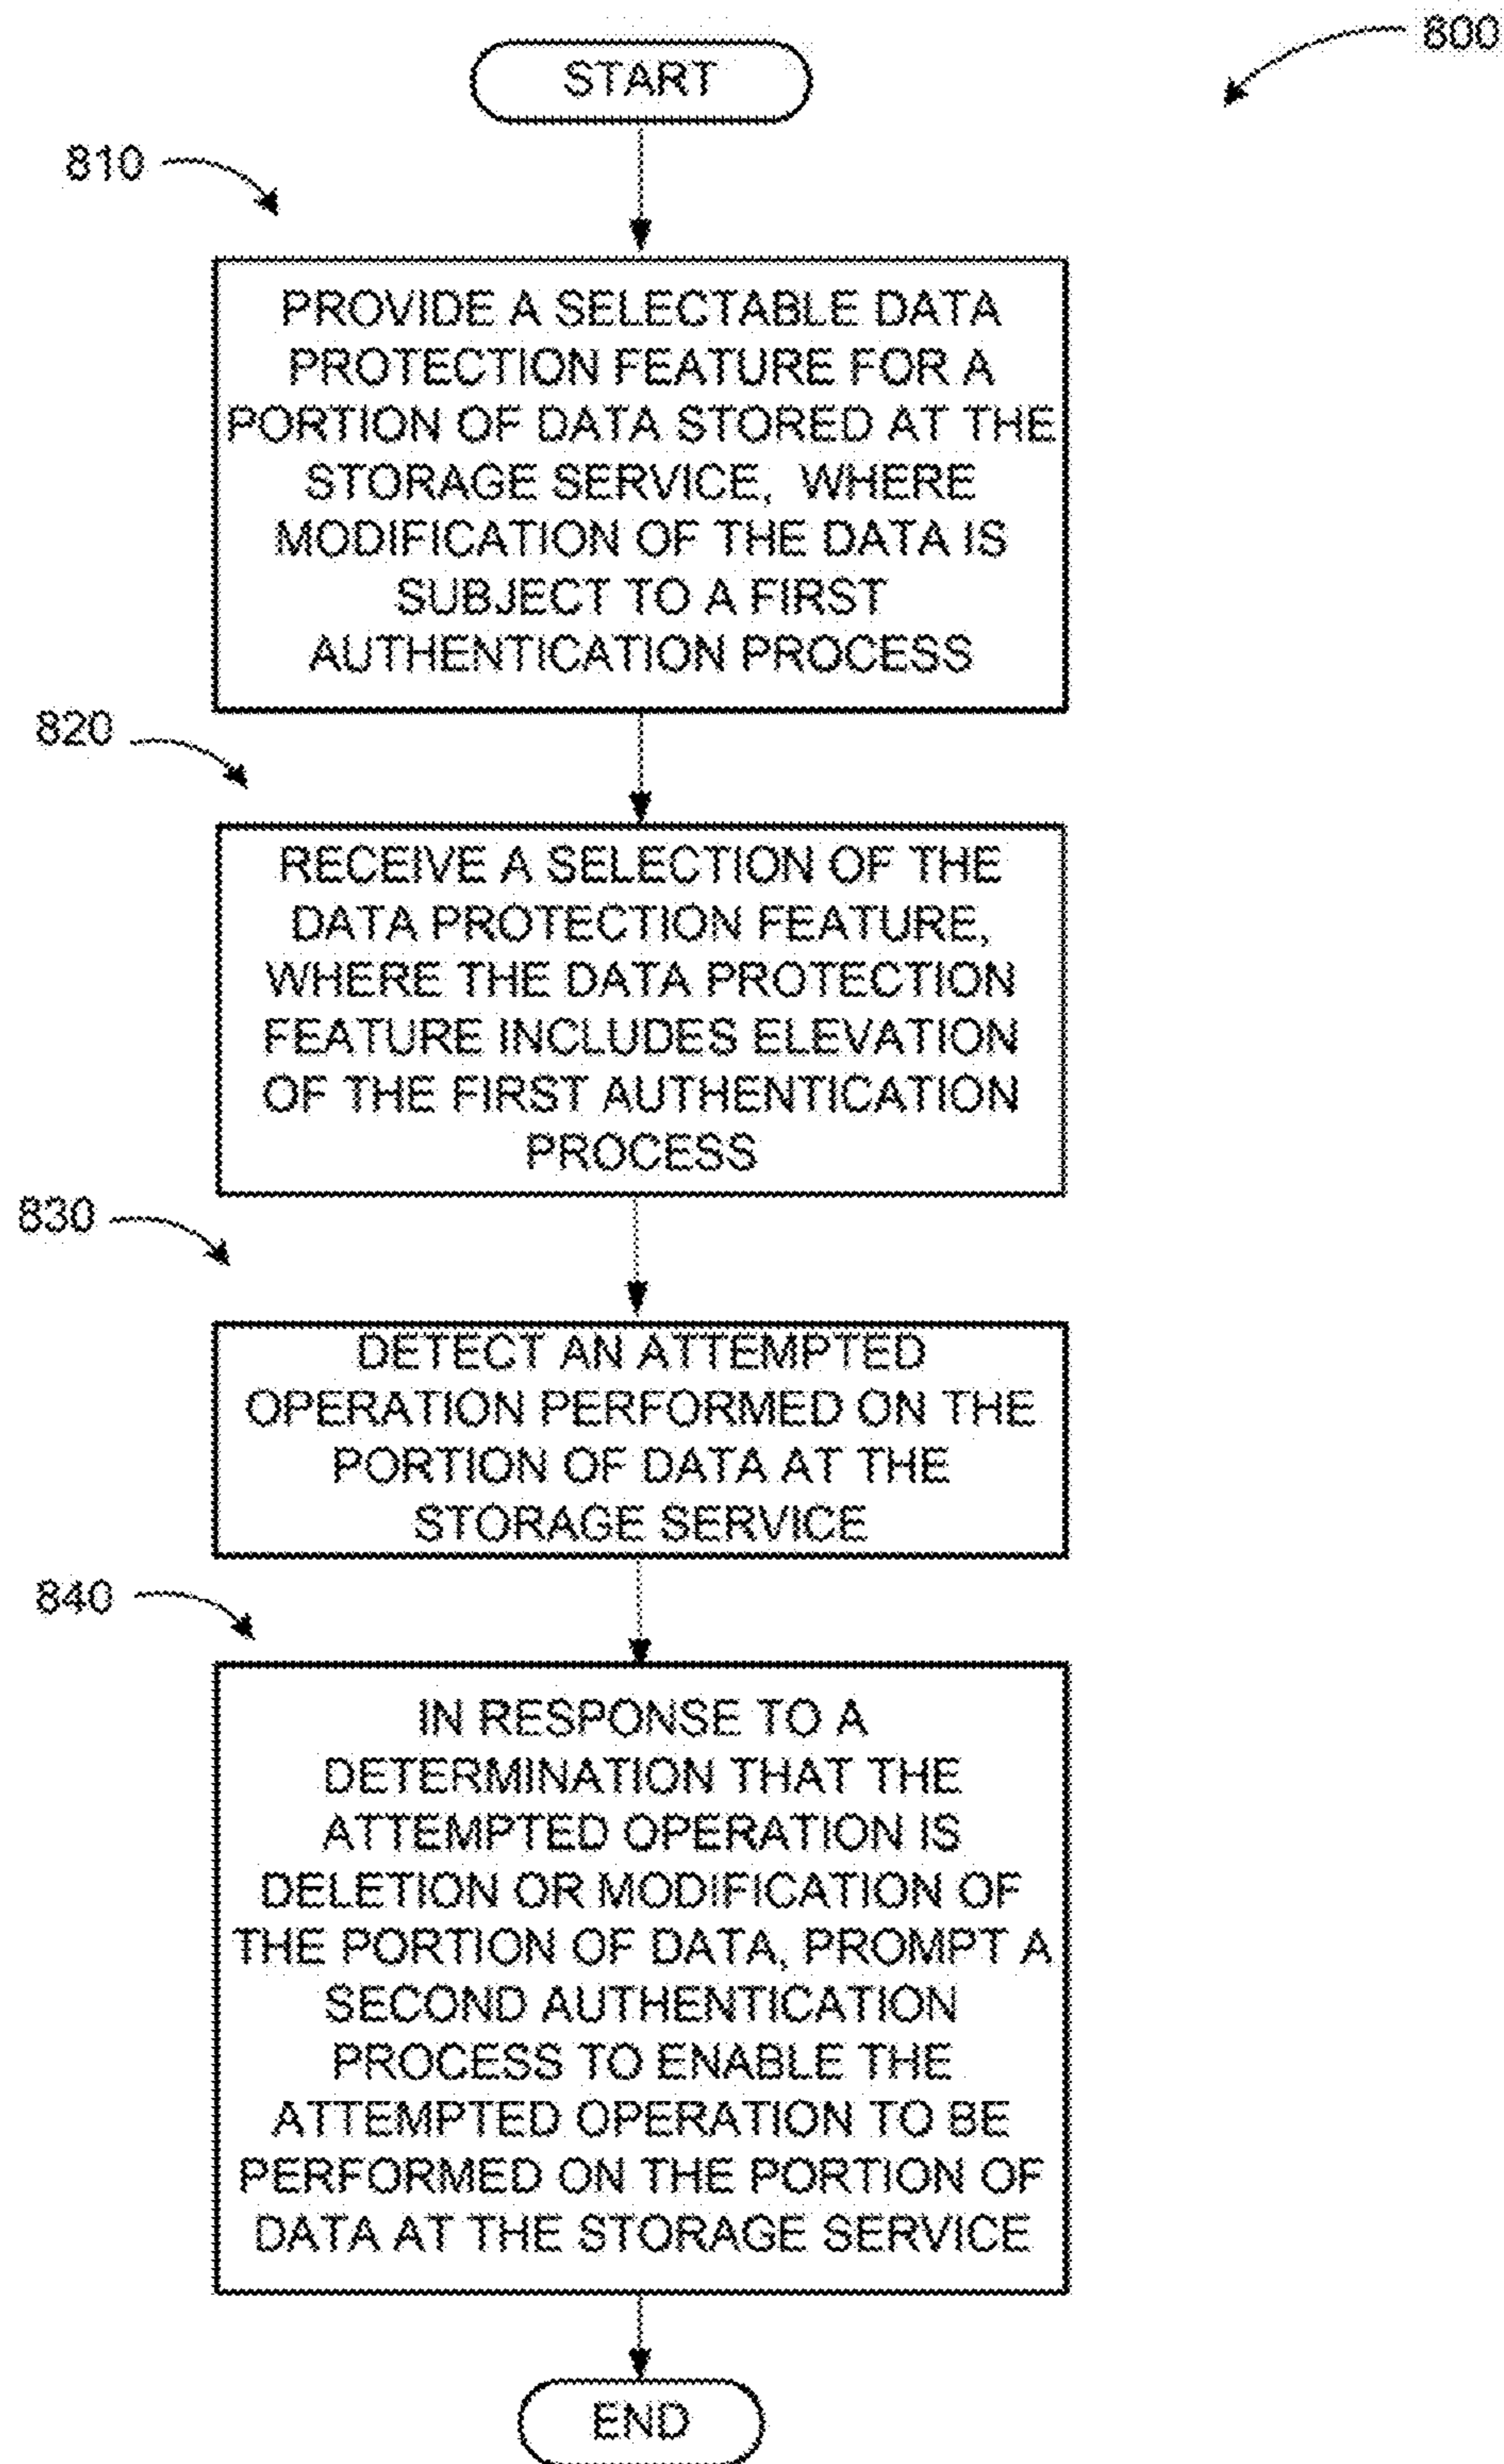 800
START
810
PROVIDE A SELECTABLE DATA
PROTECTION FEATURE FOR A
PORTION OF DATA STORED AT THE
STORAGE SERVICE, WHERE
MODIFICATION OF THE DATA IS
SUBJECT TO A FIRST
AUTHENTICATION PROCESS
820
RECEIVE A SELECTION OF THE
DATA PROTECTION FEATURE,
WHERE THE DATA PROTECTION
FEATURE INCLUDES ELEVATION
OF THE FIRST AUTHENTICATION
PROCESS
830
DETECT AN ATTEMPTED
OPERATION PERFORMED ON THE
PORTION OF DATA AT THE
STORAGE SERVICE
840
IN RESPONSE TO A
DETERMINATION THAT THE
ATTEMPTED OPERATION IS
DELETION OR MODIFICATION OF
THE PORTION OF DATA, PROMPT A
SECOND AUTHENTICATION
PROCESS TO ENABLE THE
ATTEMPTED OPERATION TO BE
PERFORMED ON THE PORTION OF
DATA AT THE STORAGE SERVICE
END